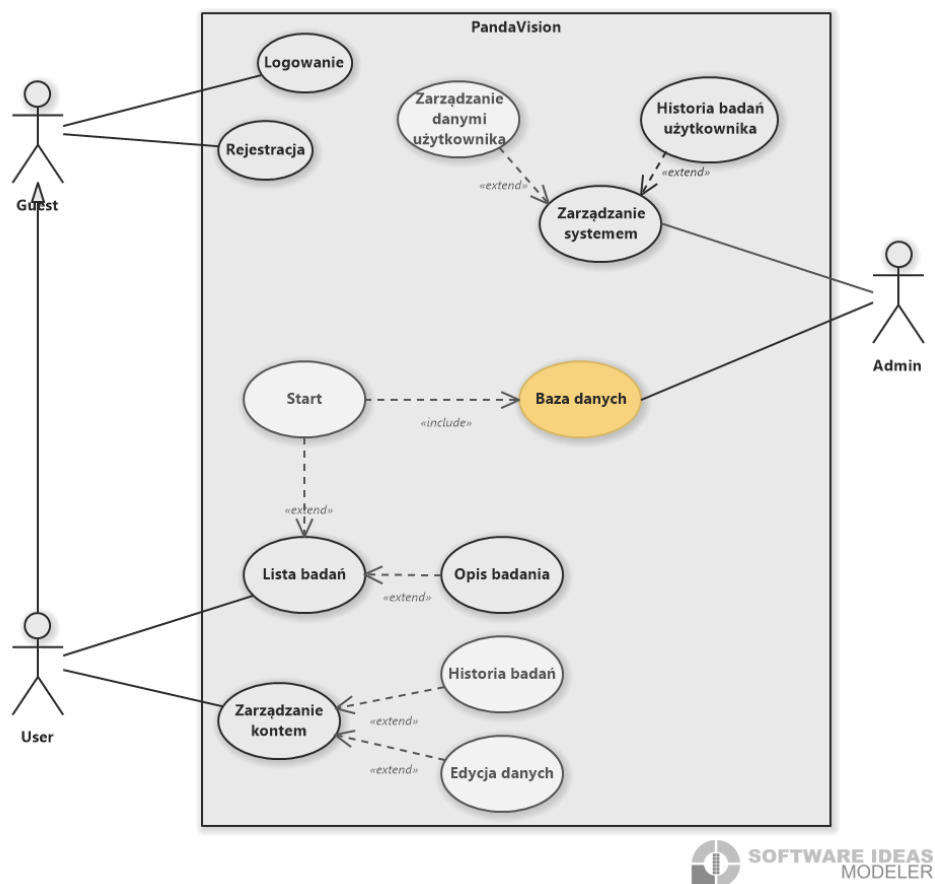 PandaVision
Logowanie
Rejestracja
Guest
Zarządzanie
danymi
użytkownika
Historia badań
użytkownika
«extend»
«extend»
Zarządzanie
systemem
Admin
Start
«include»
Baza danych
«extend»
Lista badań
«extend»
Opis badania
User
Zarządzanie
kontem
Historia badań
«extend»
«extend»
Edycja danych
SOFTWARE IDEAS
MODELER